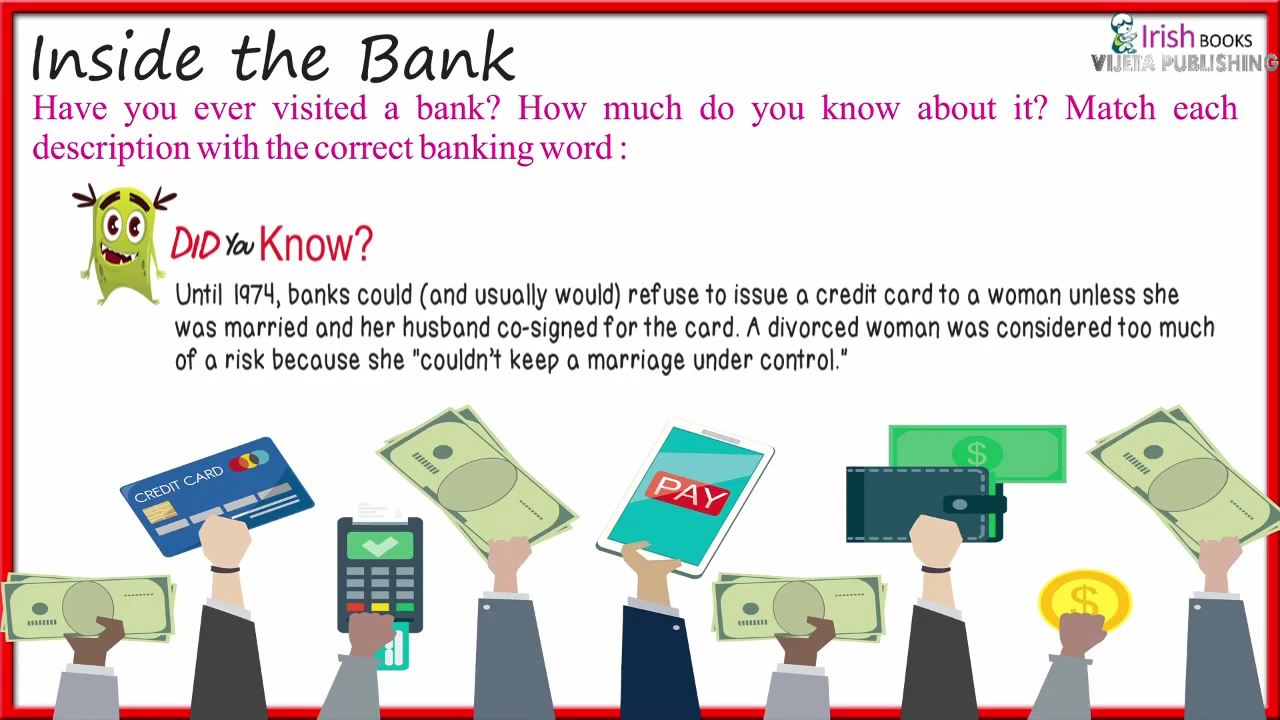 Irish BOOKS
VIJETA PUBLISHING
Inside the Bank
Have you ever visited a bank? How much do you know about it? Match each
description with the correct banking word :
DID You Know?
Until 1974, banks could (and usually would) refuse to issue a credit card to a woman unless she
was married and her husband co-signed for the card. A divorced woman was considered too much
of a risk because she "couldn't keep a marriage under control."
CREDIT CARD
PAY
$
$